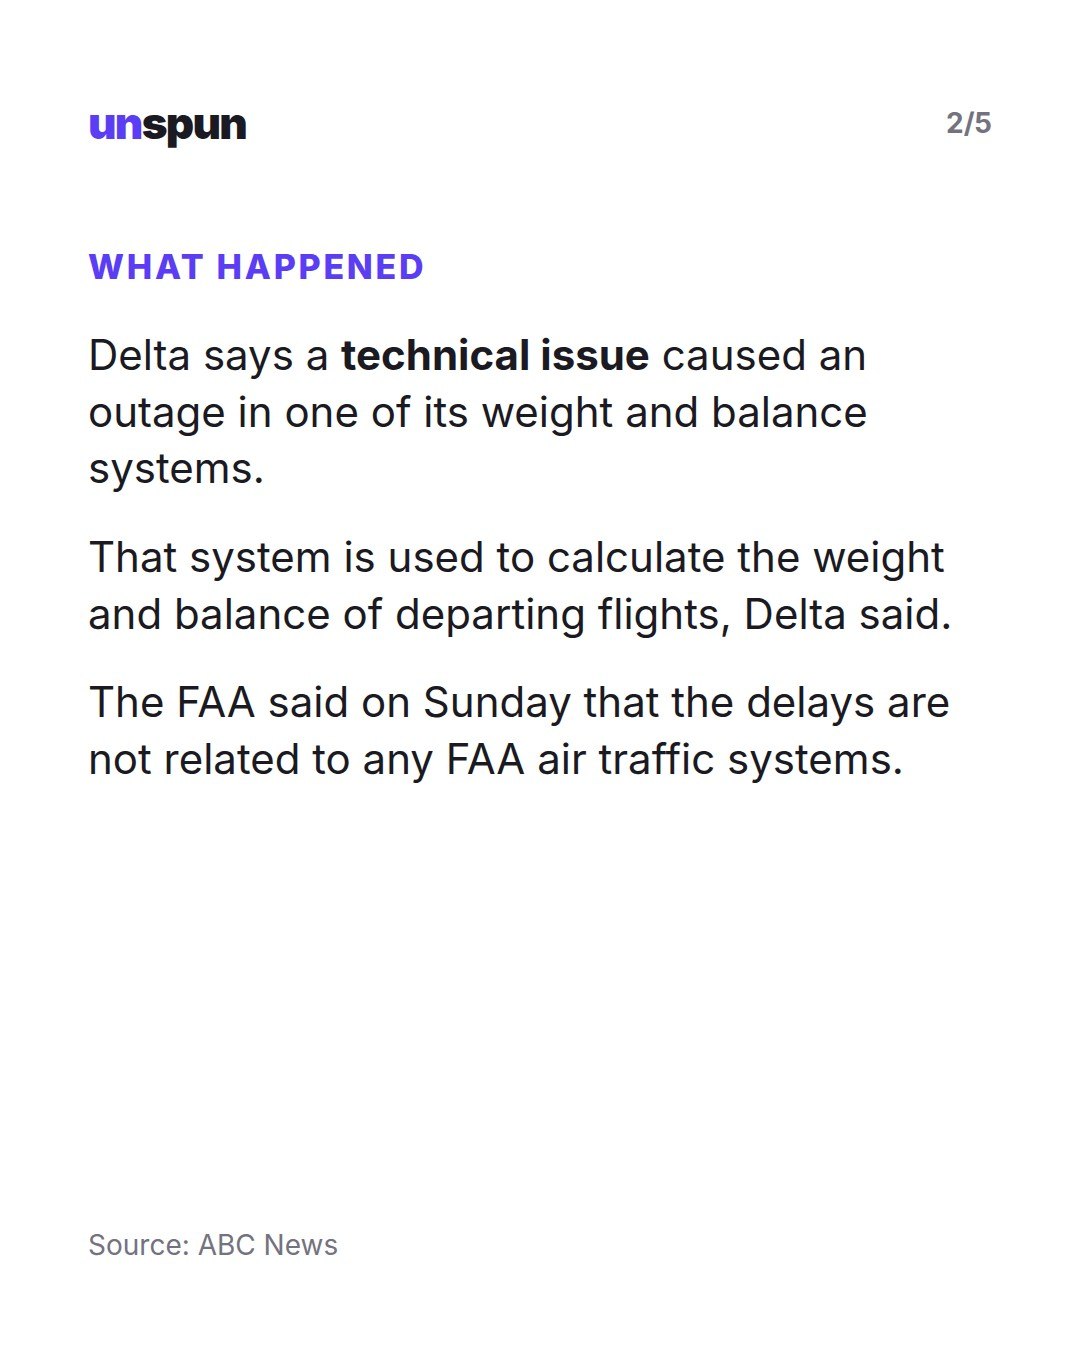 unspun
2/5
WHAT HAPPENED
Delta says a technical issue caused an
outage in one of its weight and balance
systems.
That system is used to calculate the weight
and balance of departing flights, Delta said.
The FAA said on Sunday that the delays are
not related to any FAA air traffic systems.
Source: ABC News